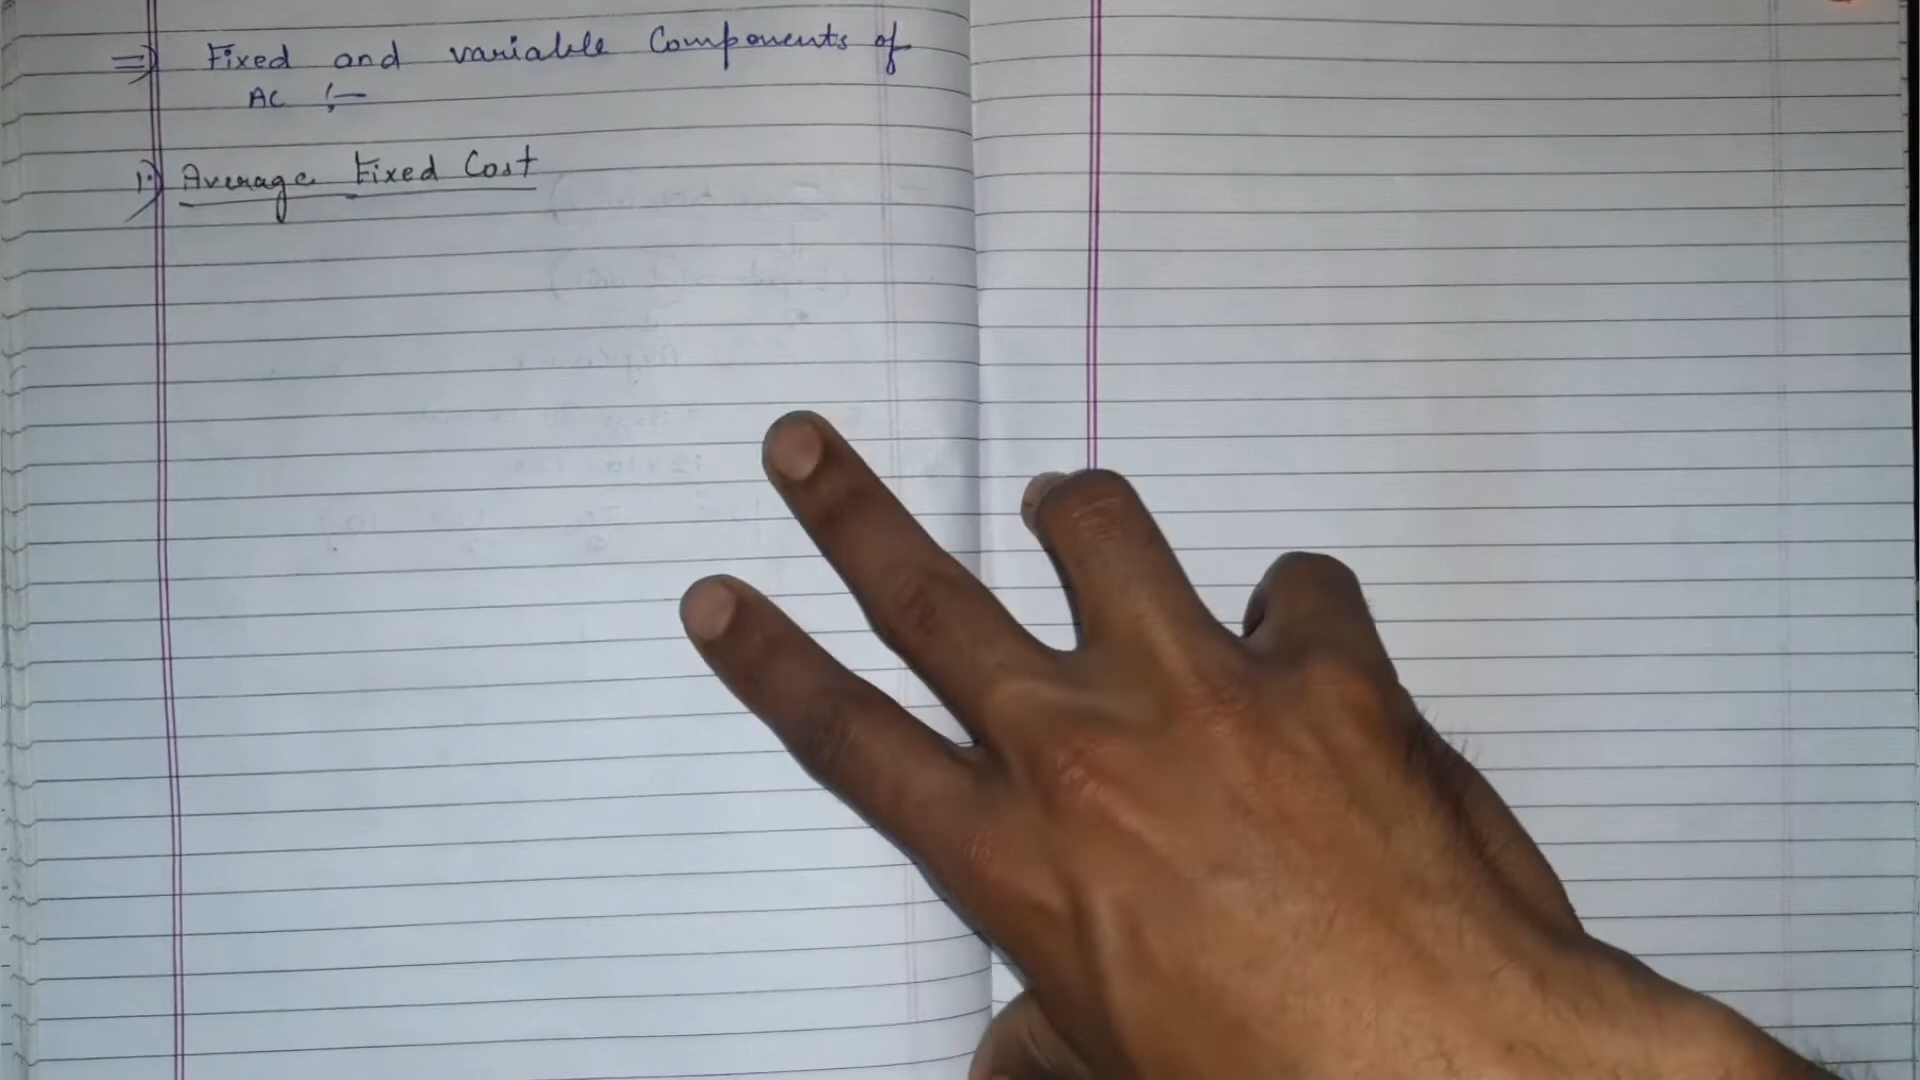 ⇒ Fixed and variable Components of
AC :-
1.) Average Fixed Cost